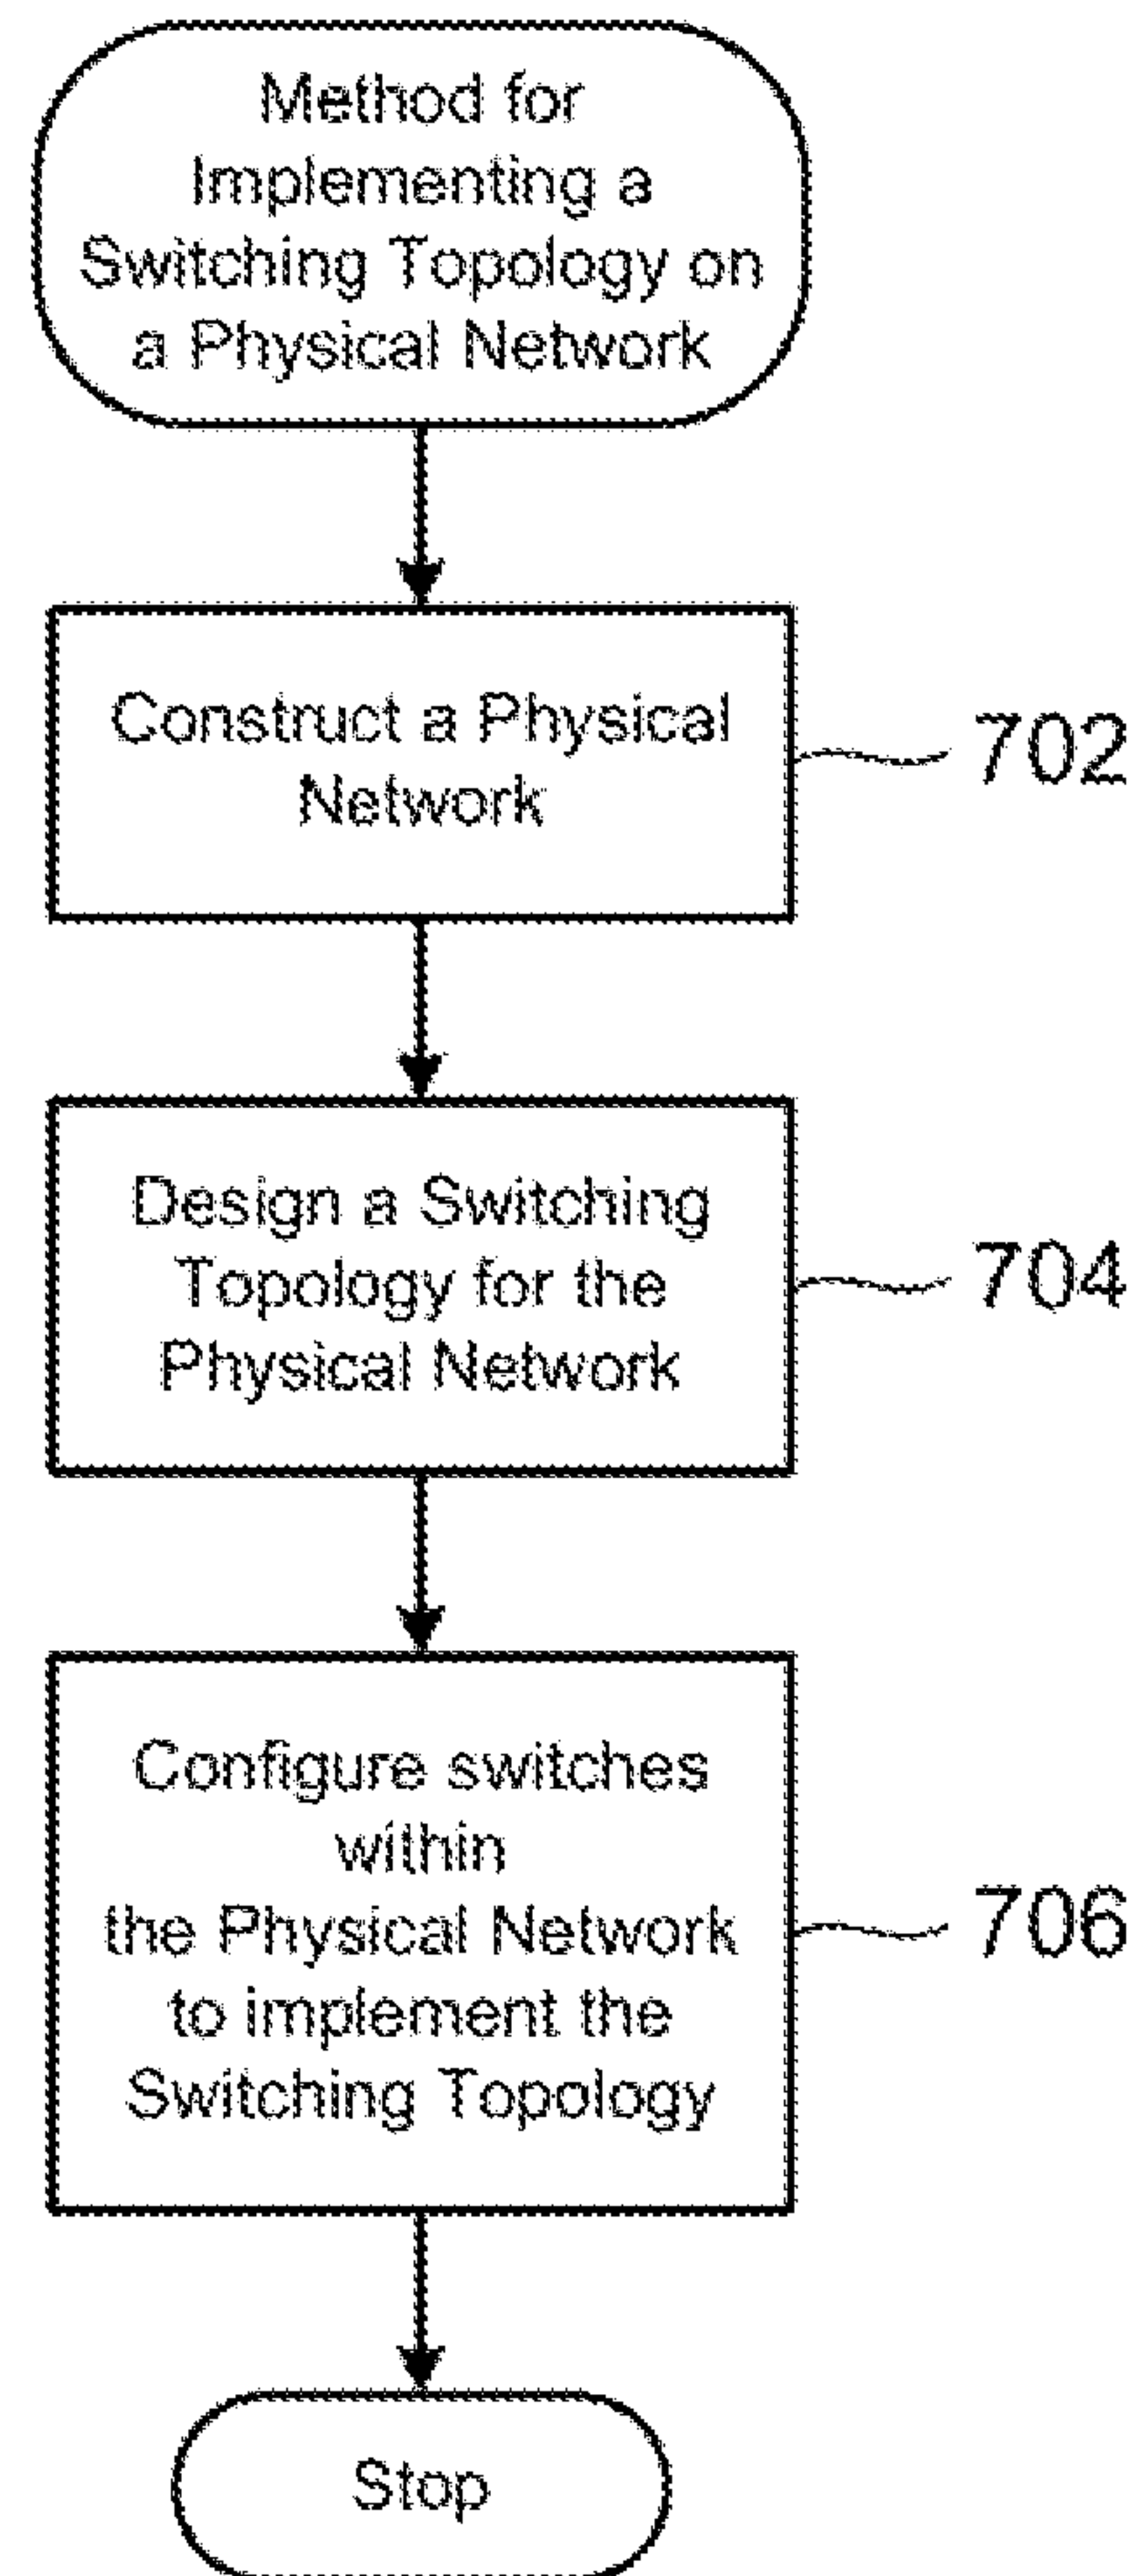 Method for
Implementing a
Switching Topology on
a Physical Network
Construct a Physical
Network
702
Design a Switching
Topology for the
Physical Network
704
Configure switches
within
the Physical Network
to implement the
Switching Topology
706
Stop